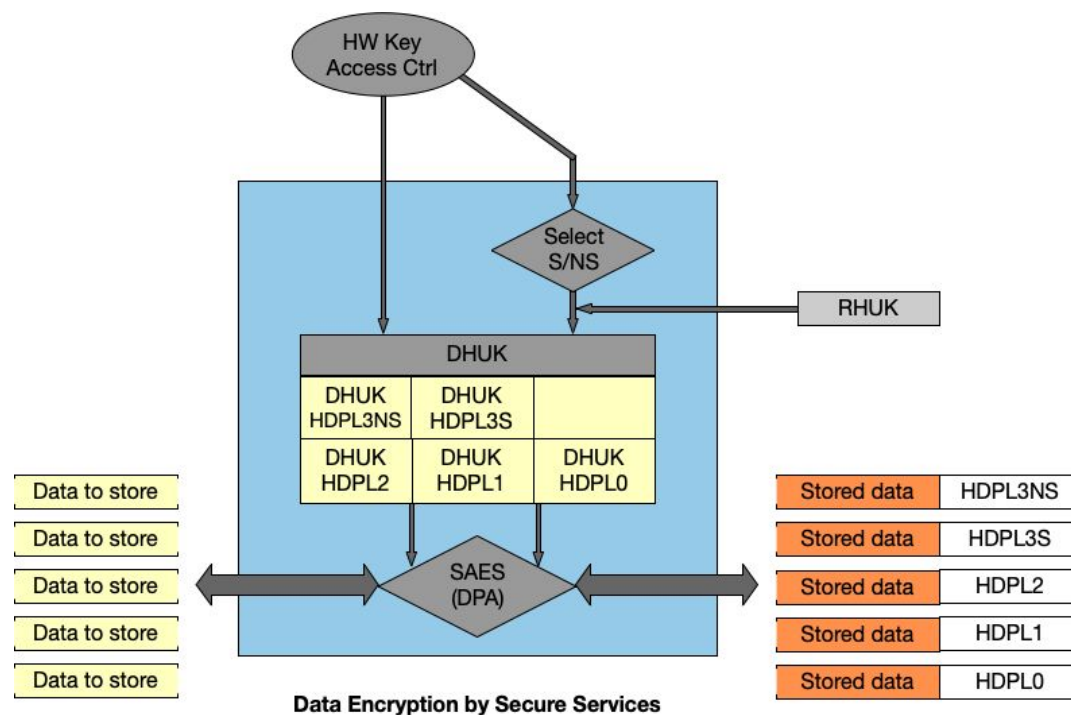 HW Key
Access Ctrl
Select
S/NS
RHUK
DHUK
DHUK
HDPL3NS
DHUK
HDPL3S
DHUK
HDPL2
DHUK
HDPL1
DHUK
HDPL0
Data to store
Data to store
Data to store
Data to store
Data to store
SAES
(DPA)
Stored data HDPL3NS
Stored data HDPL3S
Stored data HDPL2
Stored data HDPL1
Stored data HDPL0
Data Encryption by Secure Services